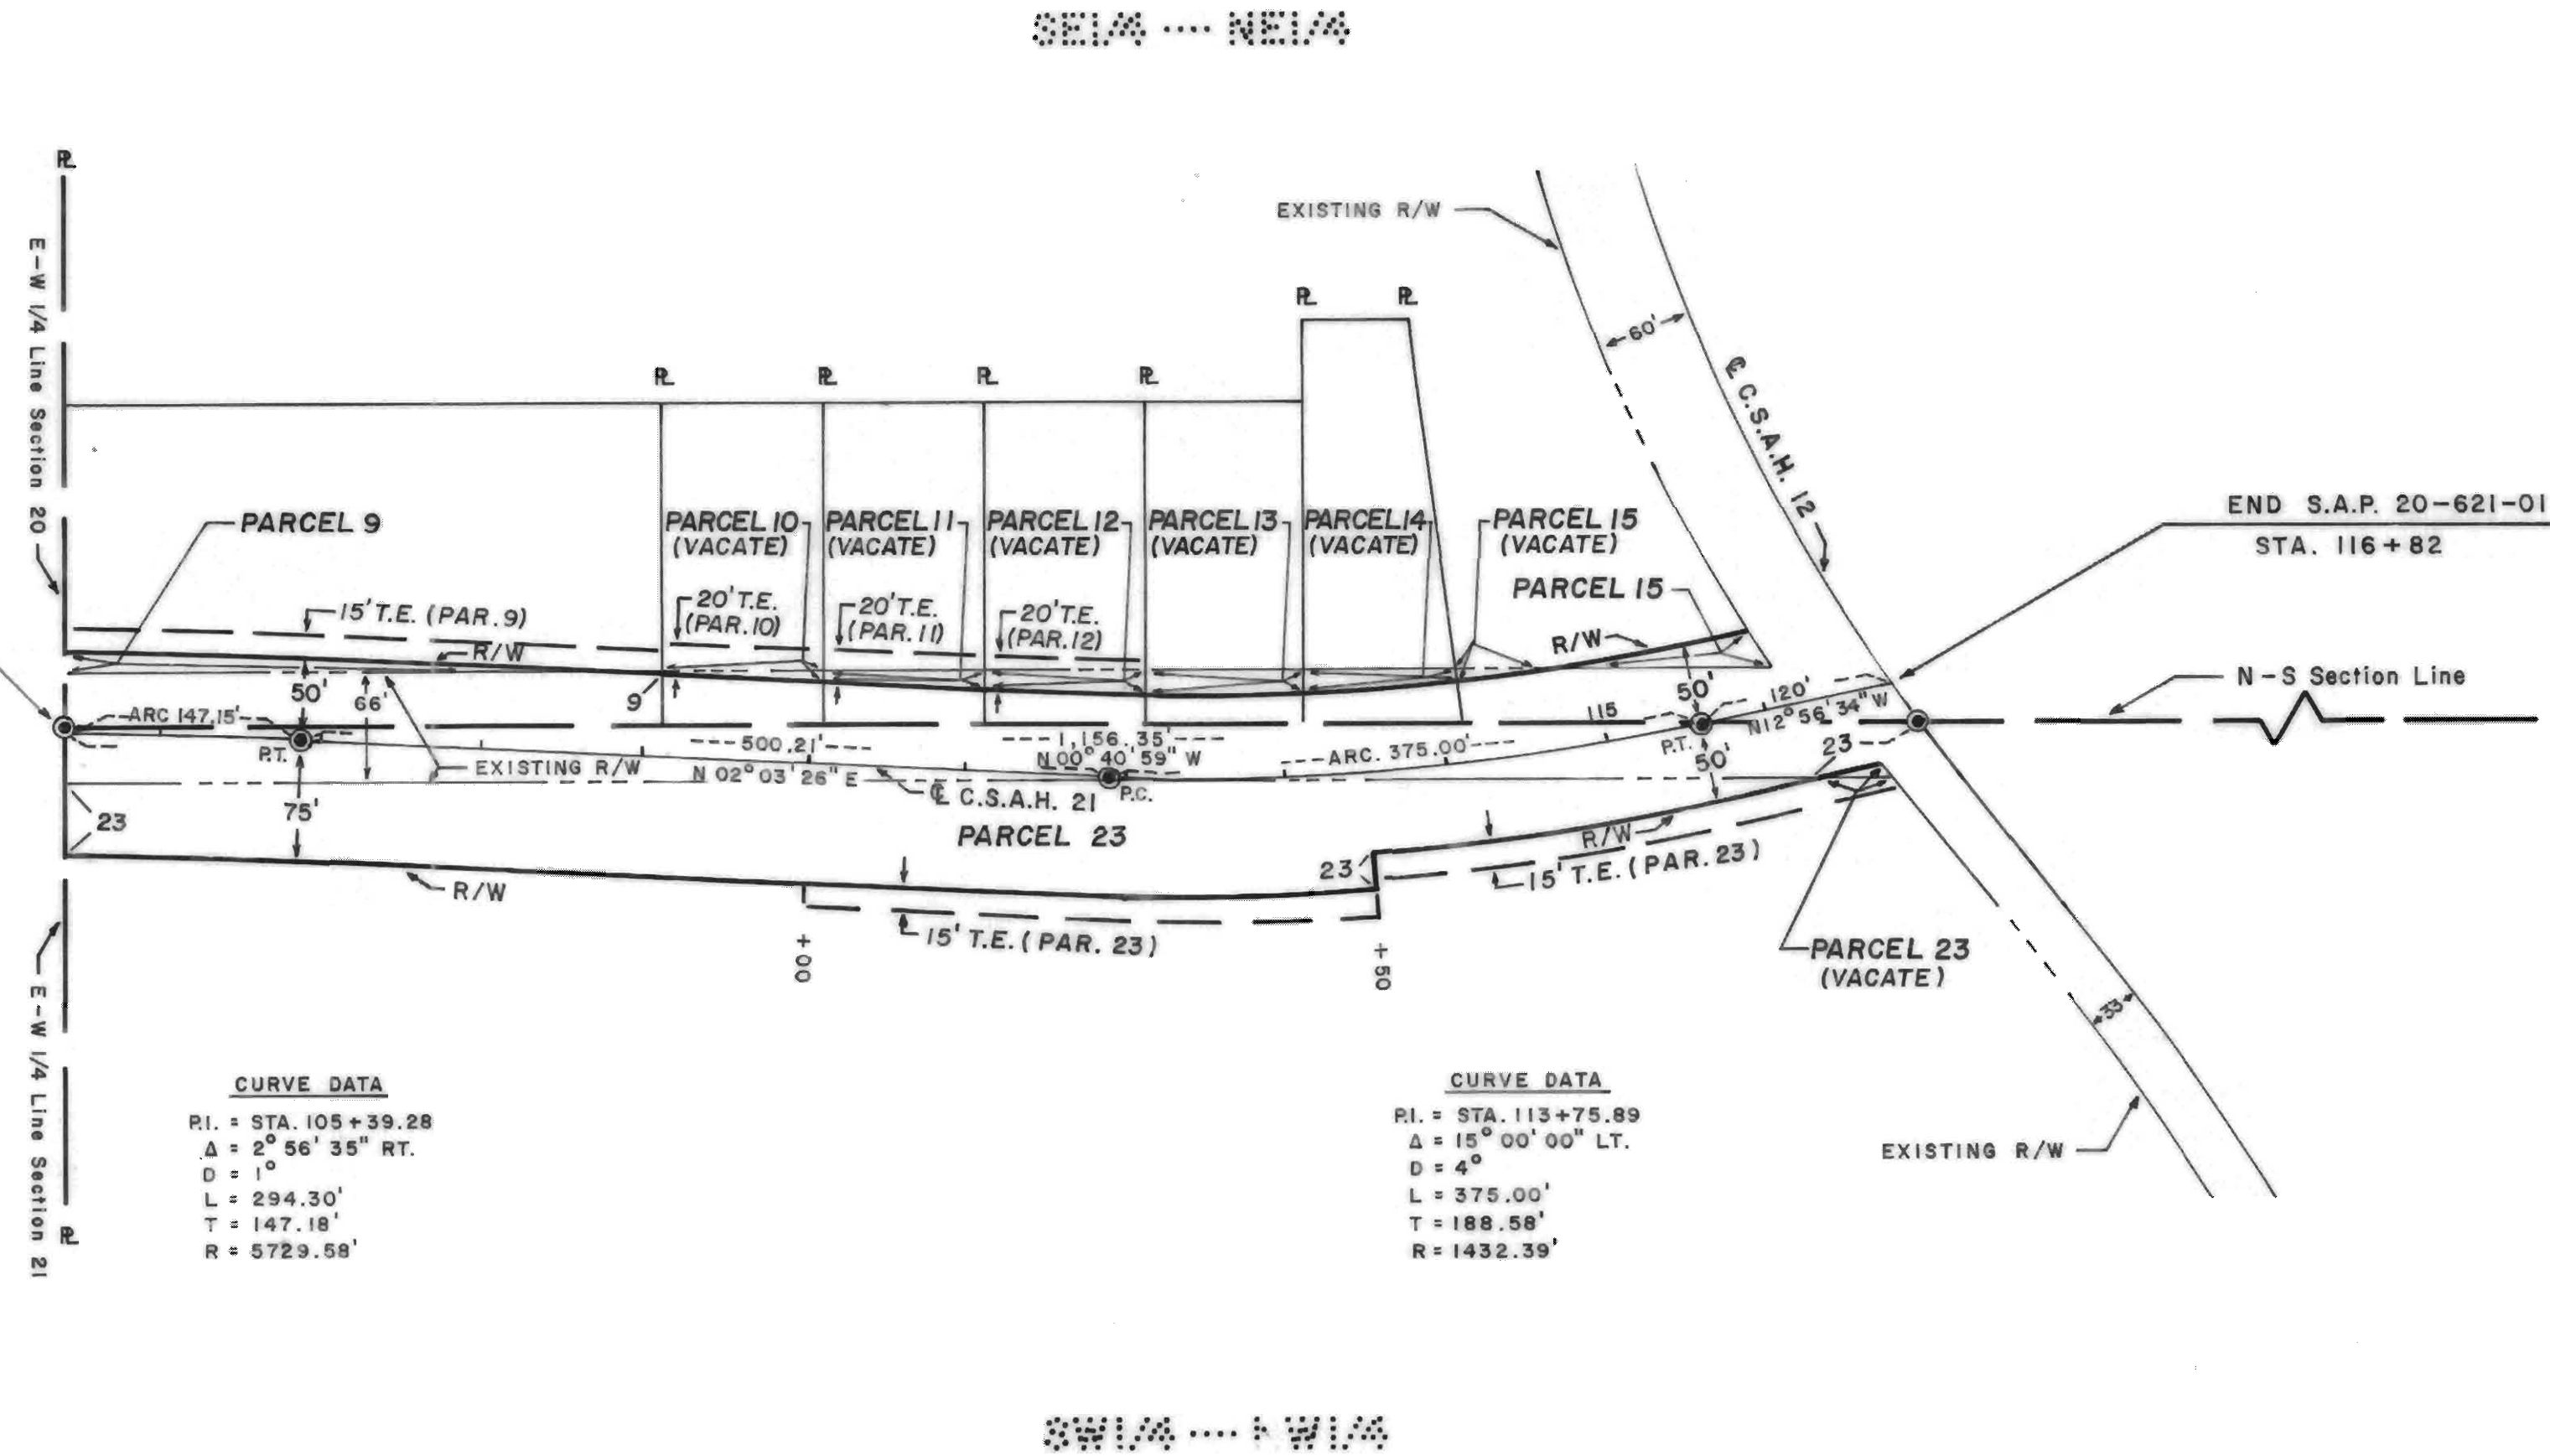 SE1/4 ---- NE1/4
PL
E-W 1/4 Line Section 20
EXISTING R/W
60'
℄ C.S.A.H. 12
PL
PL
PL
PL
PL
PL
END S.A.P. 20-621-01
STA. 116+82
PARCEL 9
PARCEL 10
(VACATE)
PARCEL 11
(VACATE)
PARCEL 12
(VACATE)
PARCEL 13
(VACATE)
PARCEL 14
(VACATE)
PARCEL 15
(VACATE)
PARCEL 15
15' T.E. (PAR. 9)
20' T.E.
(PAR. 10)
20' T.E.
(PAR. 11)
20' T.E.
(PAR. 12)
R/W
R/W
N-S Section Line
50'
66'
9
50'
120'
N 12° 56' 34" W
ARC 147.15'
115
P.T.
500.21'
1,156.35'
N 00° 40' 59" W
ARC. 375.00'
P.T.
50'
23
EXISTING R/W
N 02° 03' 26" E
℄ C.S.A.H. 21
P.C.
75'
23
PARCEL 23
23
R/W
15' T.E. (PAR. 23)
R/W
15' T.E. (PAR. 23)
+00
+50
PARCEL 23
(VACATE)
33'
E-W 1/4 Line Section 21
PL
CURVE DATA
P.I. = STA. 105+39.28
Δ = 2° 56' 35" RT.
D = 1°
L = 294.30'
T = 147.18'
R = 5729.58'
CURVE DATA
P.I. = STA. 113+75.89
Δ = 15° 00' 00" LT.
D = 4°
L = 375.00'
T = 188.58'
R = 1432.39'
EXISTING R/W
SW1/4 ---- NW1/4